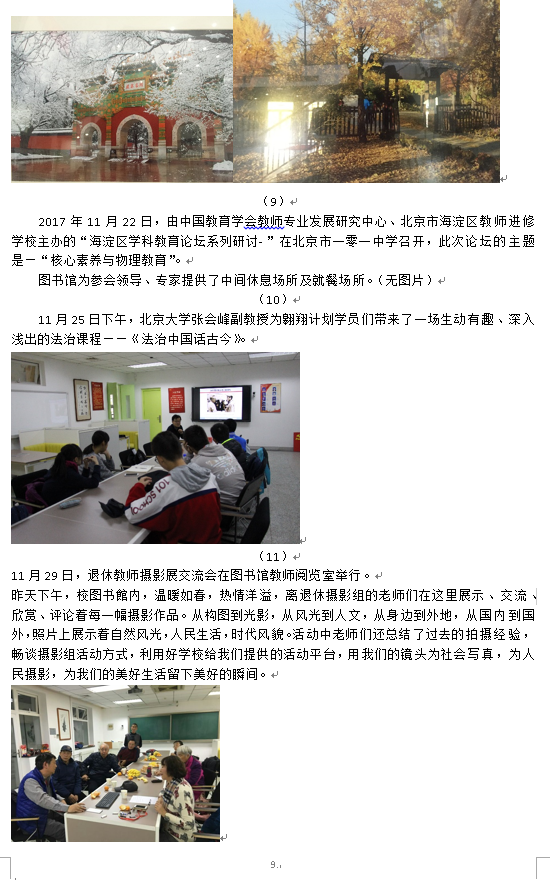 （9）
2017 年 11 月 22 日，由中国教育学会教师专业发展研究中心、北京市海淀区教师进修
学校主办的“海淀区学科教育论坛系列研讨-”在北京市一零一中学召开，此次论坛的主题
是—“核心素养与物理教育”。
图书馆为参会领导、专家提供了中间休息场所及就餐场所。（无图片）
（10）
11 月 25 日下午，北京大学张会峰副教授为翱翔计划学员们带来了一场生动有趣、深入
浅出的法治课程——《法治中国话古今》。
101 SCHOOL
（11）
11 月 29 日，退休教师摄影展交流会在图书馆教师阅览室举行。
昨天下午，校图书馆内，温暖如春，热情洋溢，离退休摄影组的老师们在这里展示、交流、
欣赏、评论着每一幅摄影作品。从构图到光影，从风光到人文，从身边到外地，从国内到国
外，照片上展示着自然风光，人民生活，时代风貌。活动中老师们还总结了过去的拍摄经验，
畅谈摄影组活动方式，利用好学校给我们提供的活动平台，用我们的镜头为社会写真，为人
民摄影，为我们的美好生活留下美好的瞬间。
9